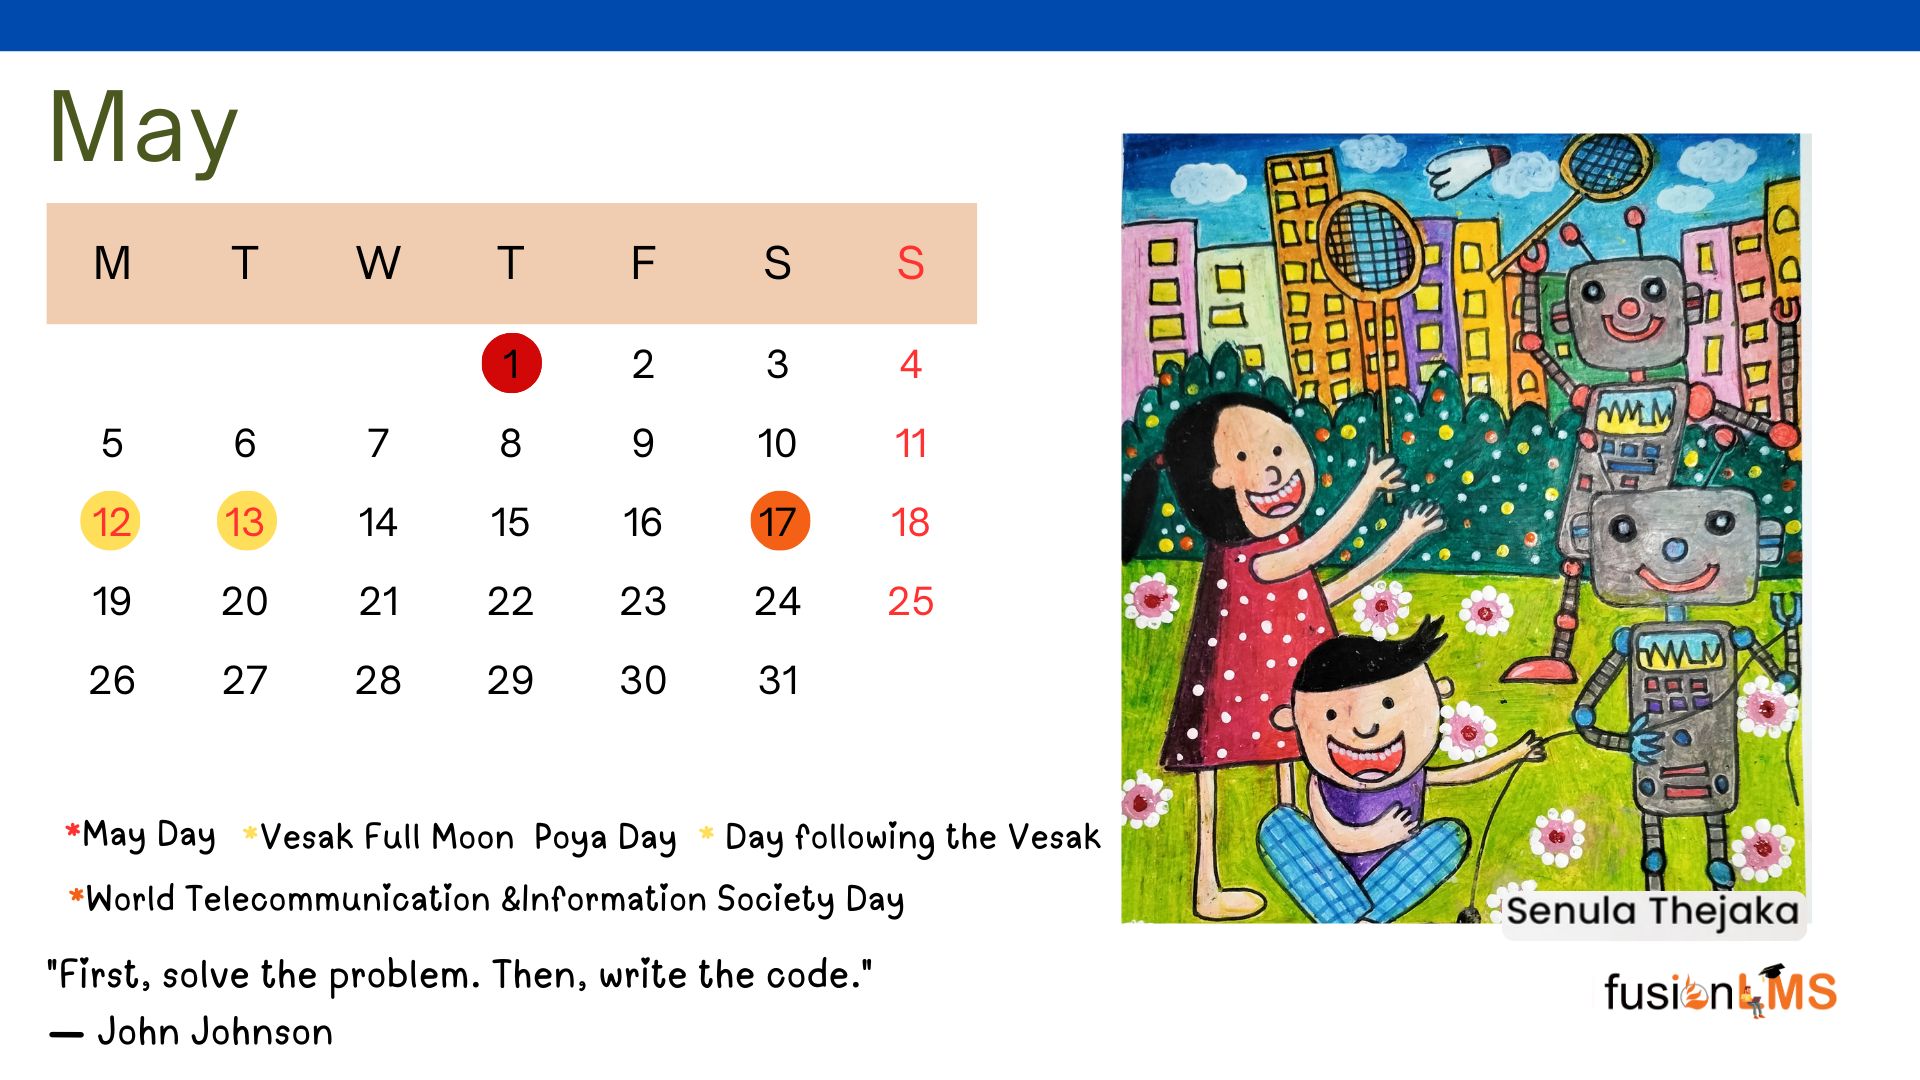 May
M T W T F S S
1 2 3 4
5 6 7 8 9 10 11
12 13 14 15 16 17 18
19 20 21 22 23 24 25
26 27 28 29 30 31
*May Day *Vesak Full Moon Poya Day * Day following the Vesak
*World Telecommunication &Information Society Day
"First, solve the problem. Then, write the code."
— John Johnson
Senula Thejaka
fusionLMS